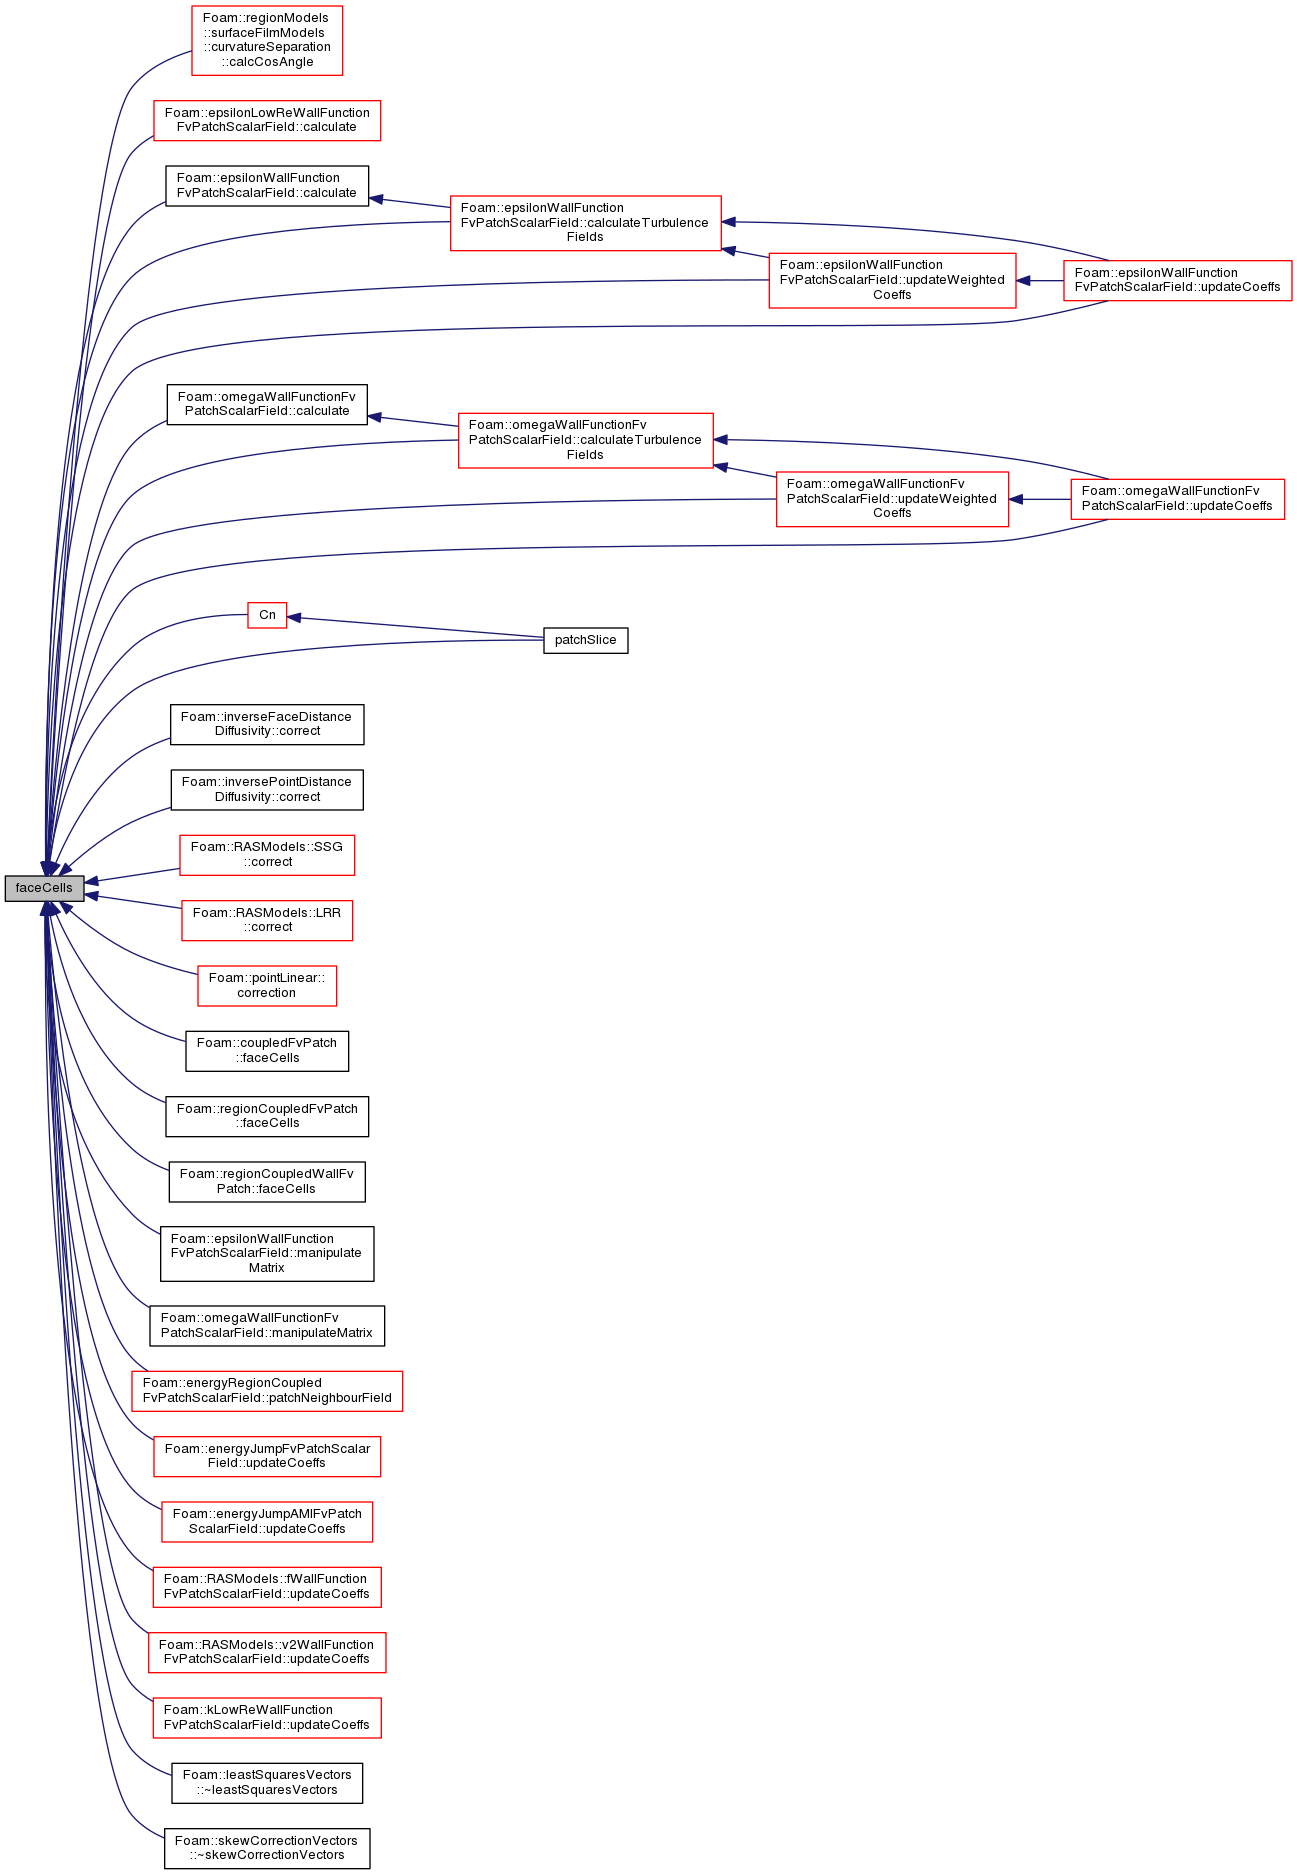 Foam::regionModels
::surfaceFilmModels
::curvatureSeparation
::calcCosAngle
Foam::epsilonLowReWallFunction
FvPatchScalarField::calculate
Foam::epsilonWallFunction
FvPatchScalarField::calculate
Foam::epsilonWallFunction
FvPatchScalarField::calculateTurbulence
Fields
Foam::epsilonWallFunction
FvPatchScalarField::updateWeighted
Coeffs
Foam::epsilonWallFunction
FvPatchScalarField::updateCoeffs
Foam::omegaWallFunctionFv
PatchScalarField::calculate
Foam::omegaWallFunctionFv
PatchScalarField::calculateTurbulence
Fields
Foam::omegaWallFunctionFv
PatchScalarField::updateWeighted
Coeffs
Foam::omegaWallFunctionFv
PatchScalarField::updateCoeffs
Cn
patchSlice
Foam::inverseFaceDistance
Diffusivity::correct
Foam::inversePointDistance
Diffusivity::correct
Foam::RASModels::SSG
::correct
faceCells
Foam::RASModels::LRR
::correct
Foam::pointLinear::
correction
Foam::coupledFvPatch
::faceCells
Foam::regionCoupledFvPatch
::faceCells
Foam::regionCoupledWallFv
Patch::faceCells
Foam::epsilonWallFunction
FvPatchScalarField::manipulate
Matrix
Foam::omegaWallFunctionFv
PatchScalarField::manipulateMatrix
Foam::energyRegionCoupled
FvPatchScalarField::patchNeighbourField
Foam::energyJumpFvPatchScalar
Field::updateCoeffs
Foam::energyJumpAMIFvPatch
ScalarField::updateCoeffs
Foam::RASModels::fWallFunction
FvPatchScalarField::updateCoeffs
Foam::RASModels::v2WallFunction
FvPatchScalarField::updateCoeffs
Foam::kLowReWallFunction
FvPatchScalarField::updateCoeffs
Foam::leastSquaresVectors
::~leastSquaresVectors
Foam::skewCorrectionVectors
::~skewCorrectionVectors